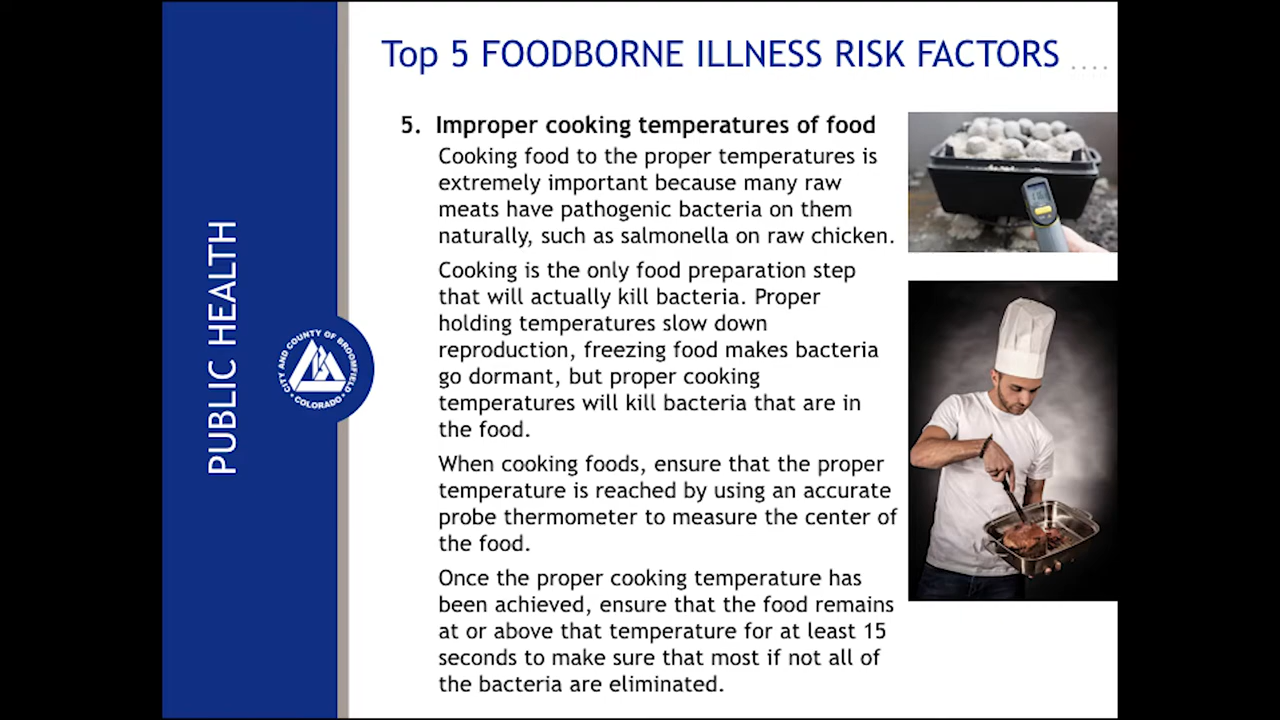 Top 5 FOODBORNE ILLNESS RISK FACTORS ....
5. Improper cooking temperatures of food
Cooking food to the proper temperatures is
extremely important because many raw
meats have pathogenic bacteria on them
naturally, such as salmonella on raw chicken.
Cooking is the only food preparation step
that will actually kill bacteria. Proper
holding temperatures slow down
reproduction, freezing food makes bacteria
go dormant, but proper cooking
temperatures will kill bacteria that are in
the food.
When cooking foods, ensure that the proper
temperature is reached by using an accurate
probe thermometer to measure the center of
the food.
Once the proper cooking temperature has
been achieved, ensure that the food remains
at or above that temperature for at least 15
seconds to make sure that most if not all of
the bacteria are eliminated.
PUBLIC HEALTH
CITY AND COUNTY OF BROOMFIELD
• COLORADO •